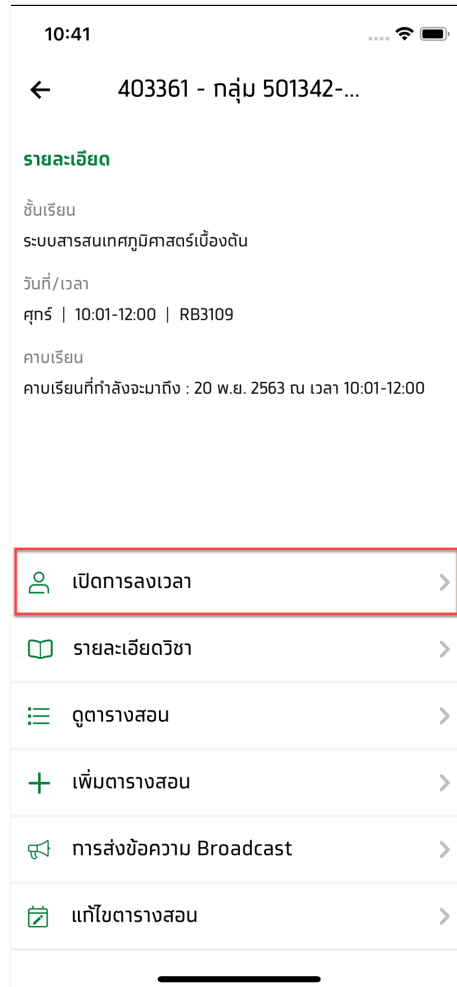 10:41
403361 - กลุ่ม 501342-...
รายละเอียด
ชั้นเรียน
ระบบสารสนเทศภูมิศาสตร์เบื้องต้น
วันที่/เวลา
ศุกร์ | 10:01-12:00 | RB3109
คาบเรียน
คาบเรียนที่กำลังจะมาถึง : 20 พ.ย. 2563 ณ เวลา 10:01-12:00
เปิดการลงเวลา
รายละเอียดวิชา
ดูตารางสอน
เพิ่มตารางสอน
การส่งข้อความ Broadcast
แก้ไขตารางสอน